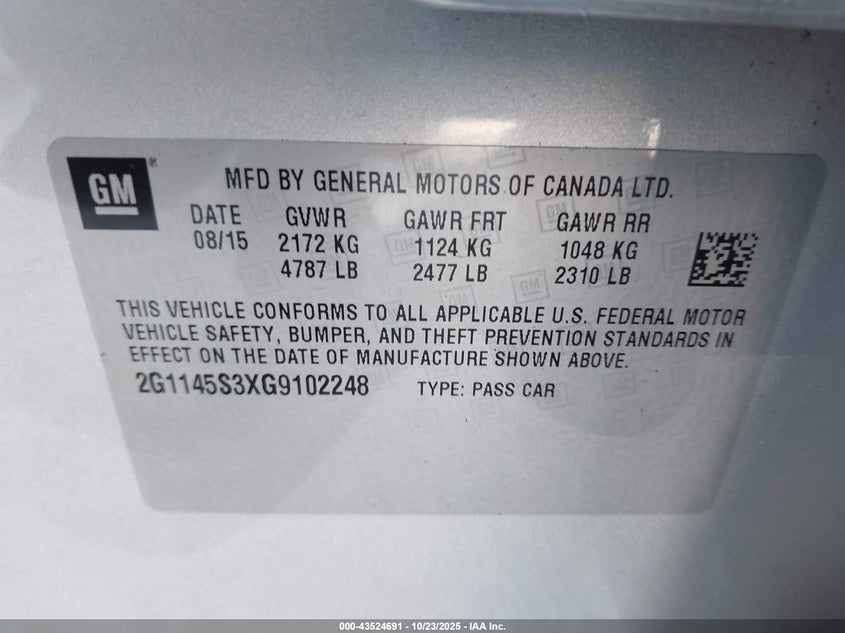 GM ®
MFD BY GENERAL MOTORS OF CANADA LTD.
DATE GVWR GAWR FRT GAWR RR
08/15 2172 KG 1124 KG 1048 KG
4787 LB 2477 LB 2310 LB
THIS VEHICLE CONFORMS TO ALL APPLICABLE U.S. FEDERAL MOTOR
VEHICLE SAFETY, BUMPER, AND THEFT PREVENTION STANDARDS IN
EFFECT ON THE DATE OF MANUFACTURE SHOWN ABOVE.
2G1145S3XG9102248 TYPE: PASS CAR
000-43524691 - 10/23/2025 - IAA Inc.